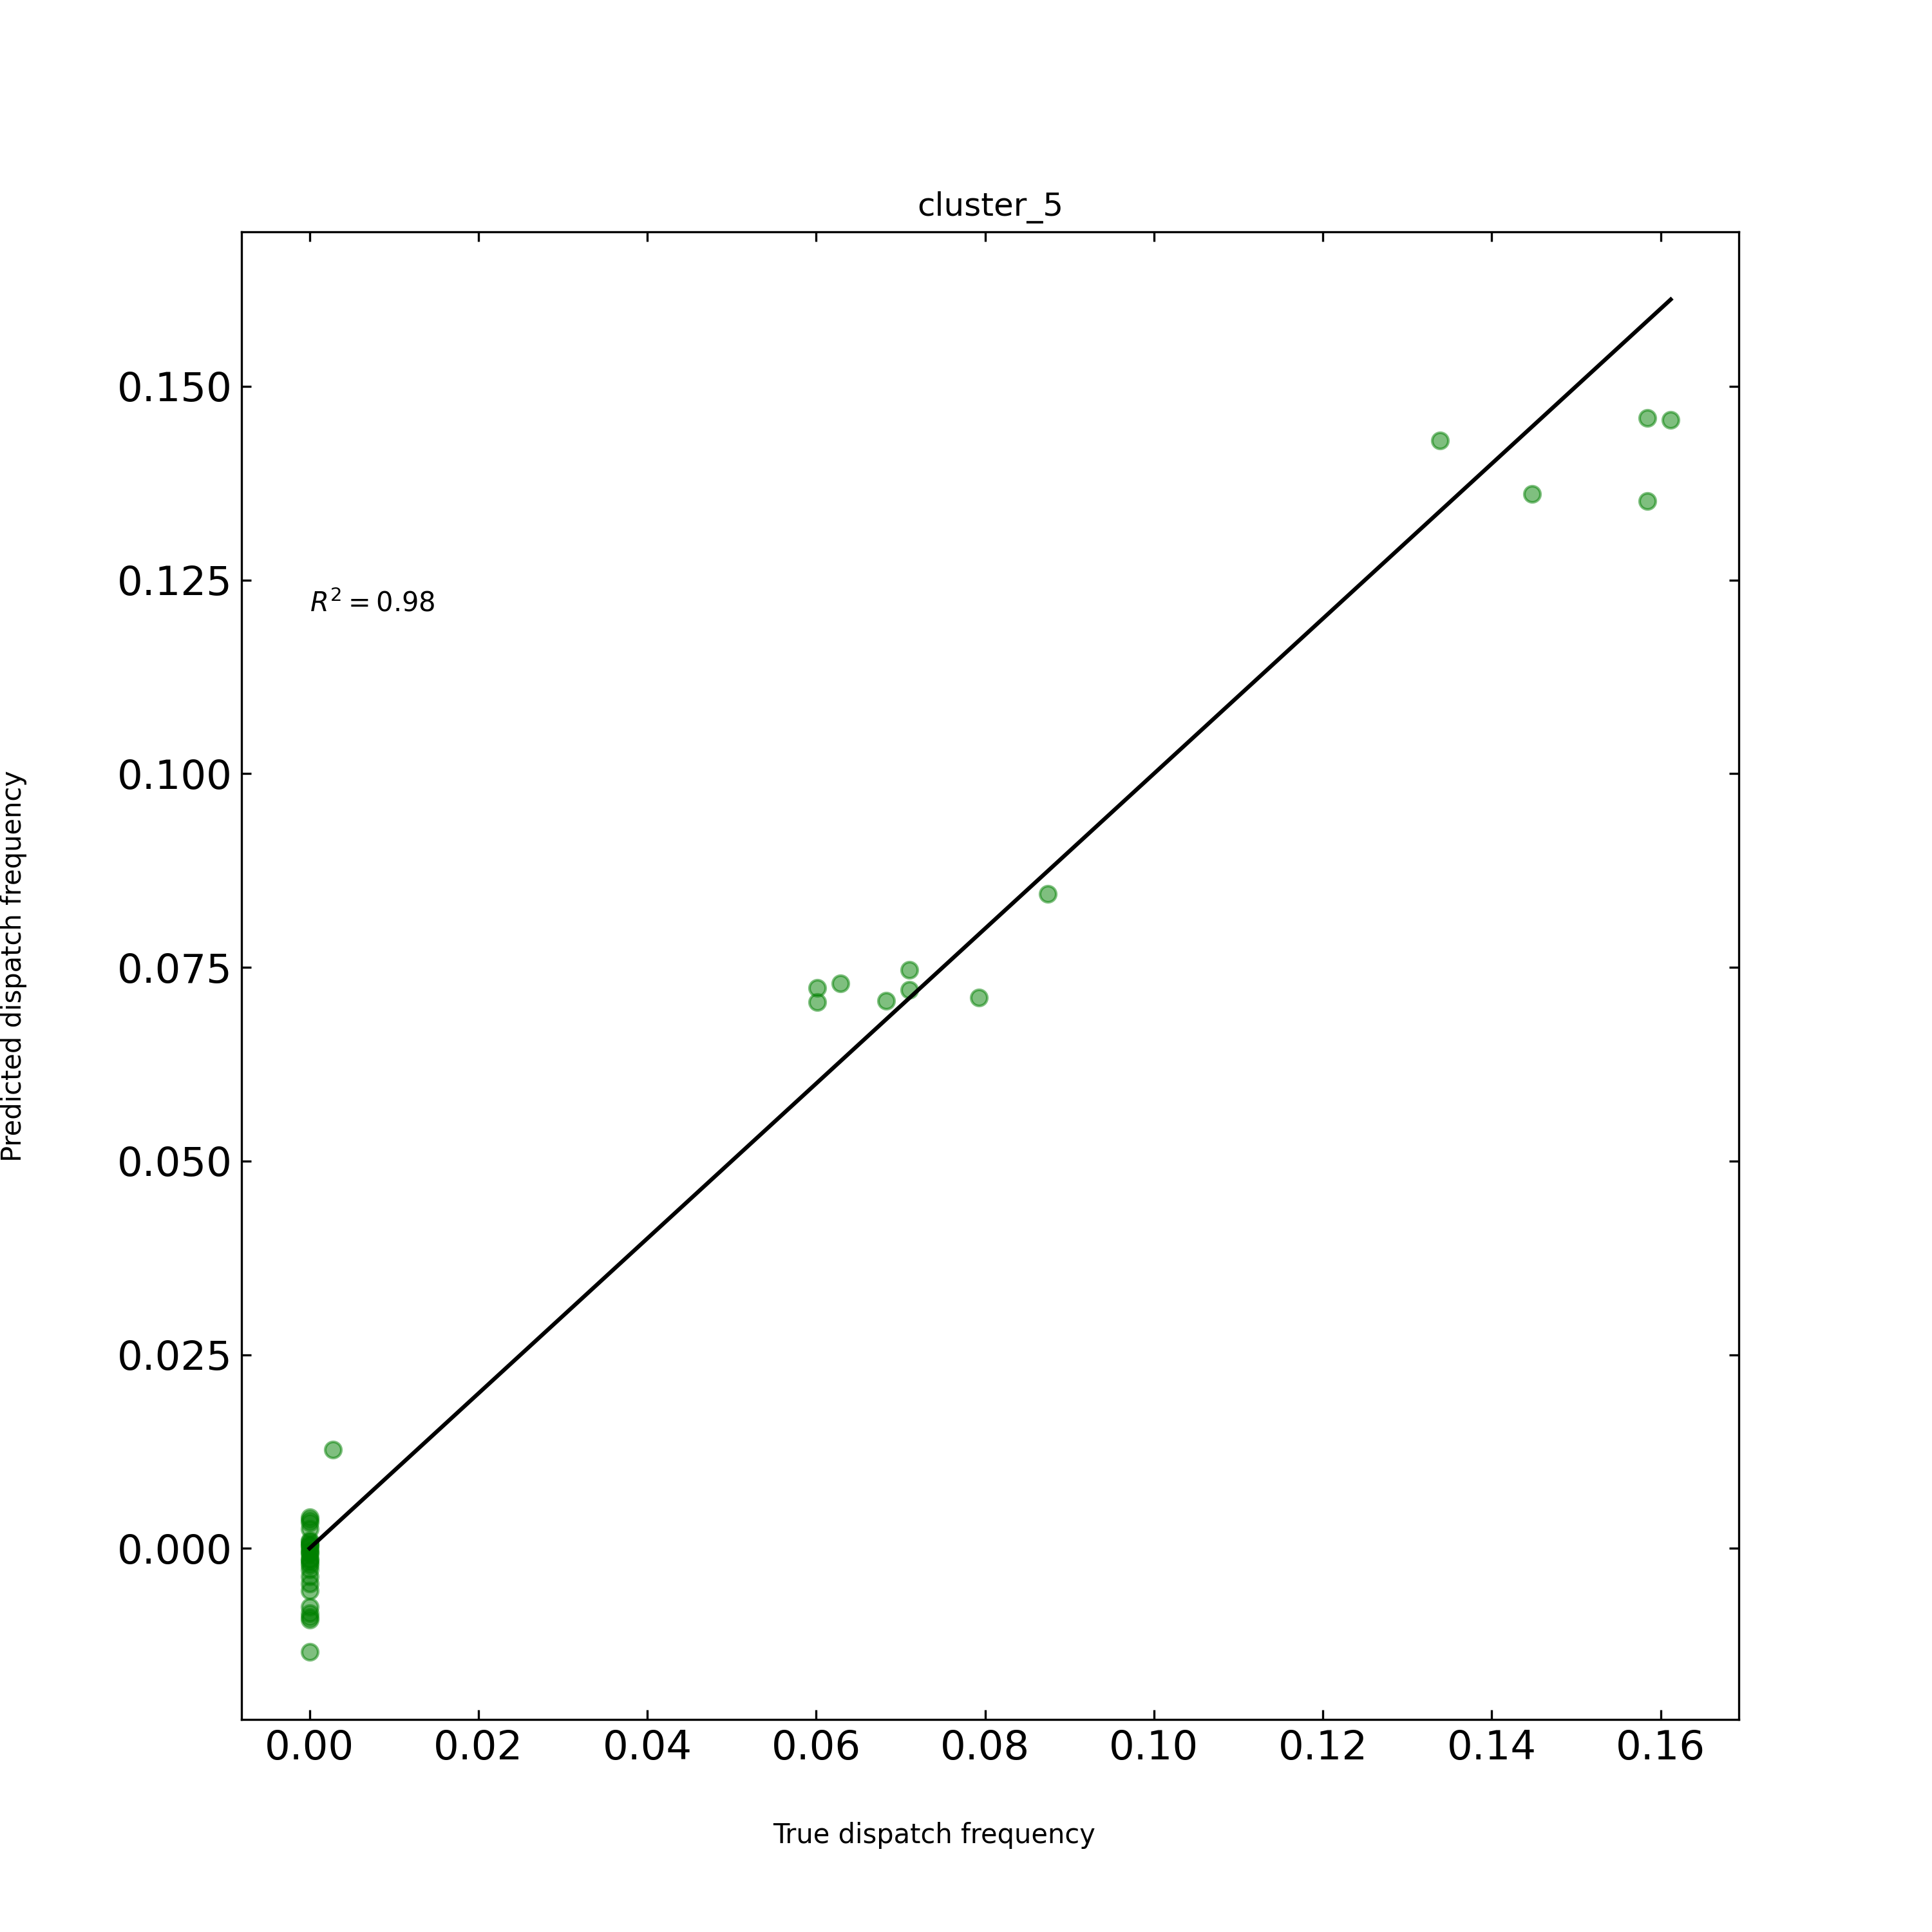 cluster_5
0.150
0.125
R² = 0.98
0.100
0.075
0.050
0.025
0.000
Predicted dispatch frequency
0.00 0.02 0.04 0.06 0.08 0.10 0.12 0.14 0.16
True dispatch frequency